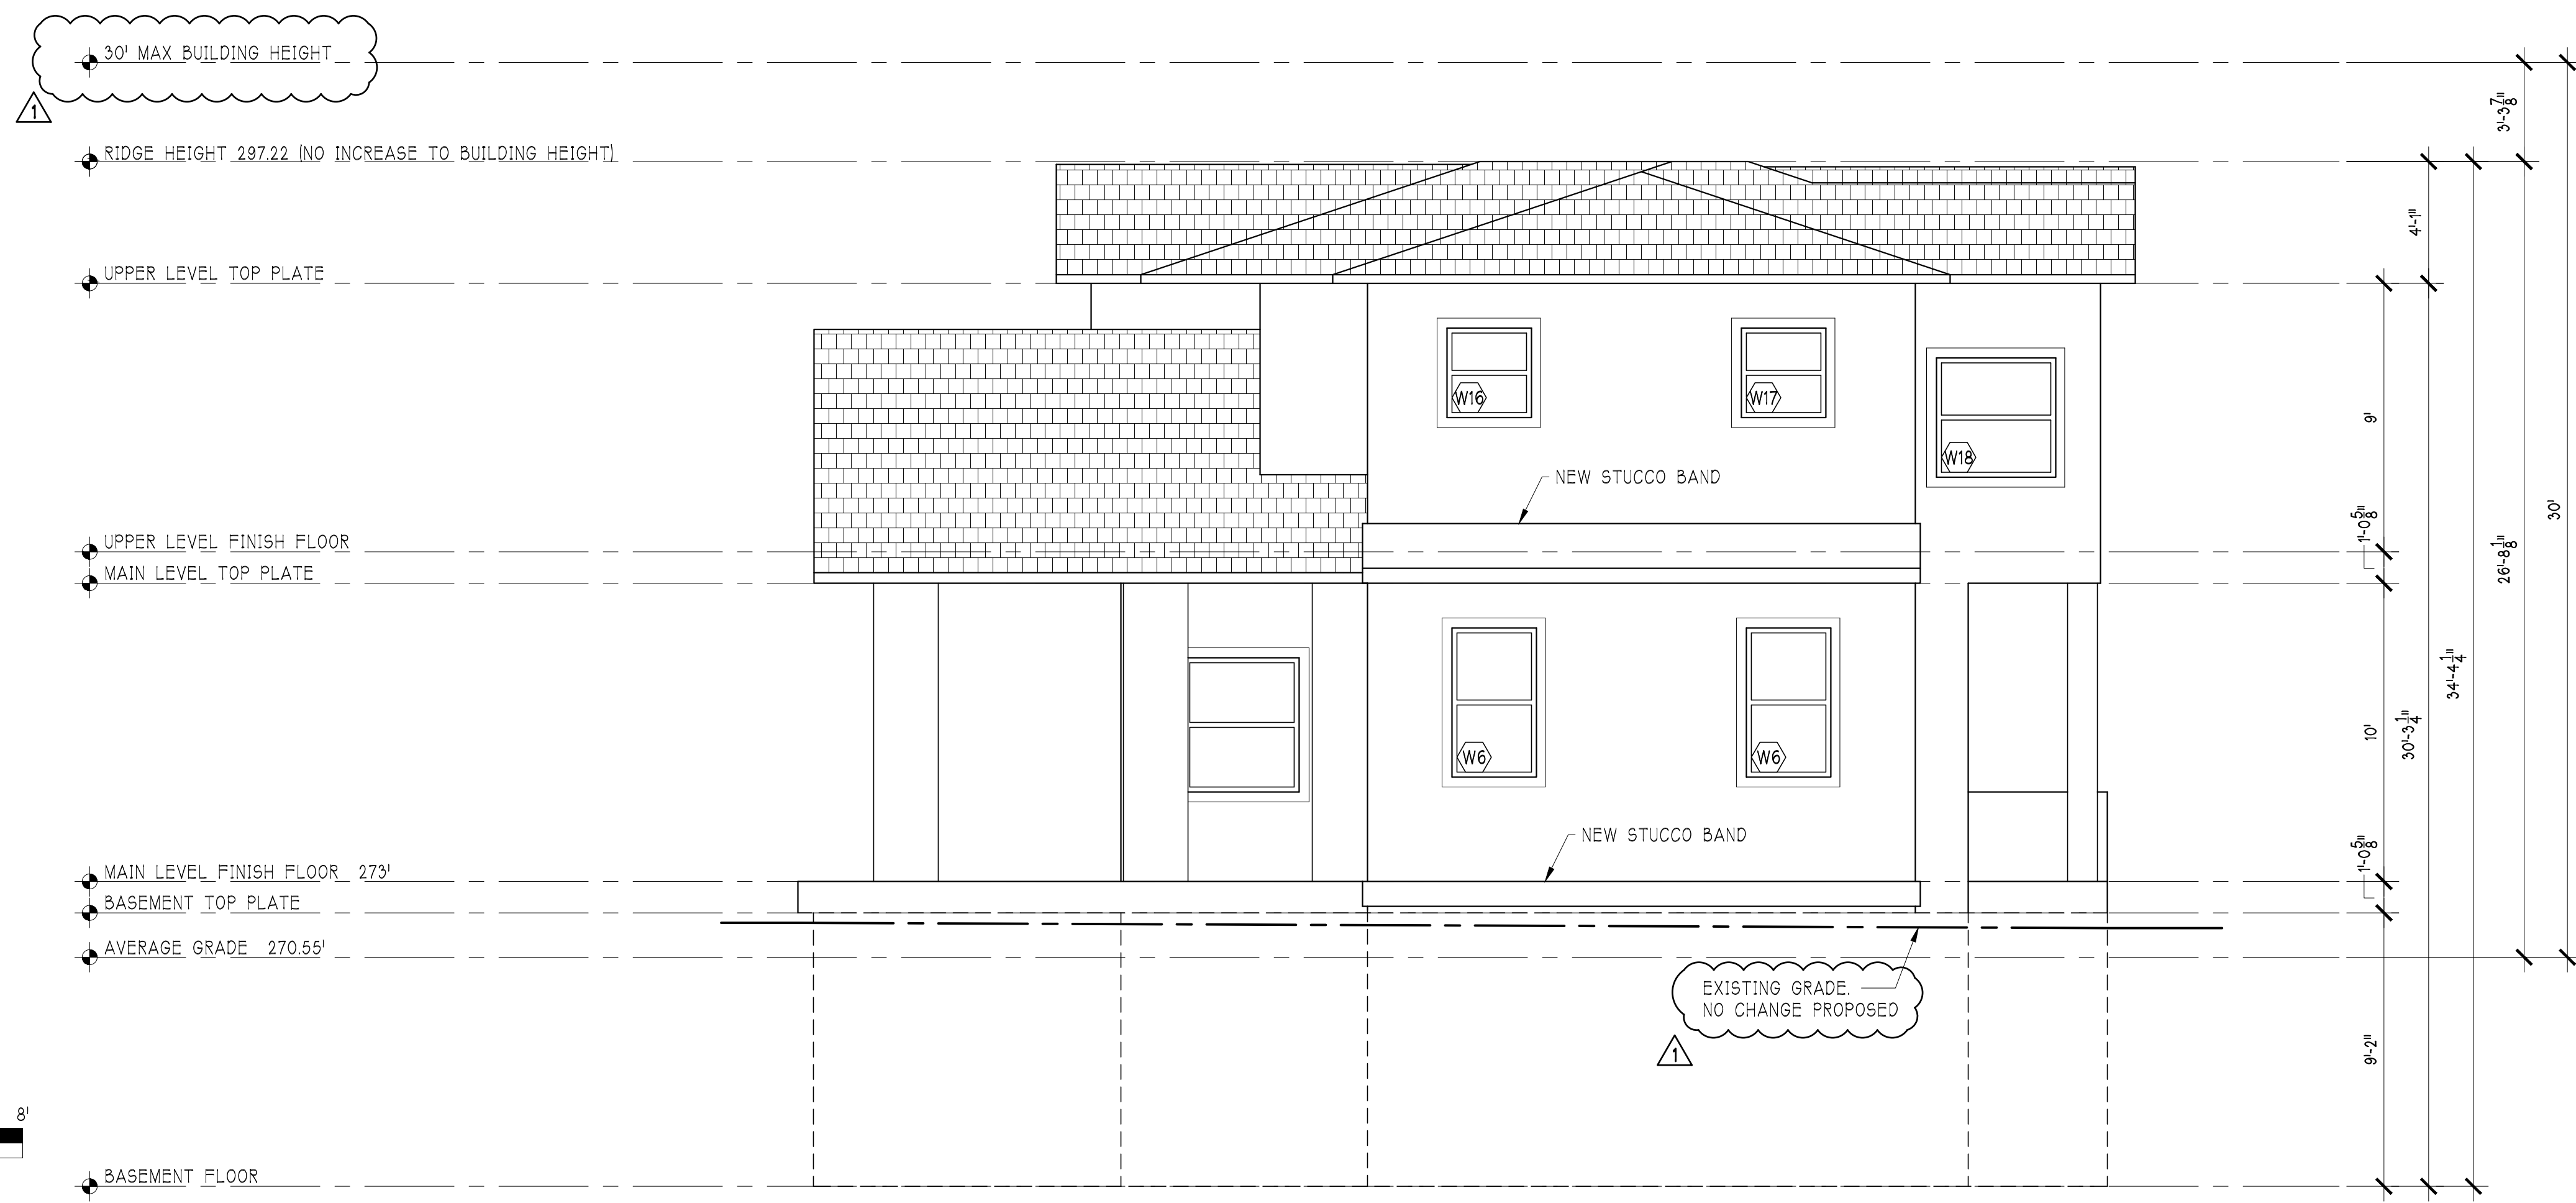 30' MAX BUILDING HEIGHT
1
RIDGE HEIGHT 297.22 (NO INCREASE TO BUILDING HEIGHT)
UPPER LEVEL TOP PLATE
UPPER LEVEL FINISH FLOOR
MAIN LEVEL TOP PLATE
MAIN LEVEL FINISH FLOOR 273'
BASEMENT TOP PLATE
AVERAGE GRADE 270.55'
8'
BASEMENT FLOOR
W16
W17
W18
NEW STUCCO BAND
W6
W6
NEW STUCCO BAND
EXISTING GRADE.
NO CHANGE PROPOSED
1
9'
1'-0 5/8"
10'
1'-0 5/8"
9'-2"
4'-1"
30'-3 1/4"
34'-4 1/4"
3'-3 7/8"
26'-8 1/8"
30'